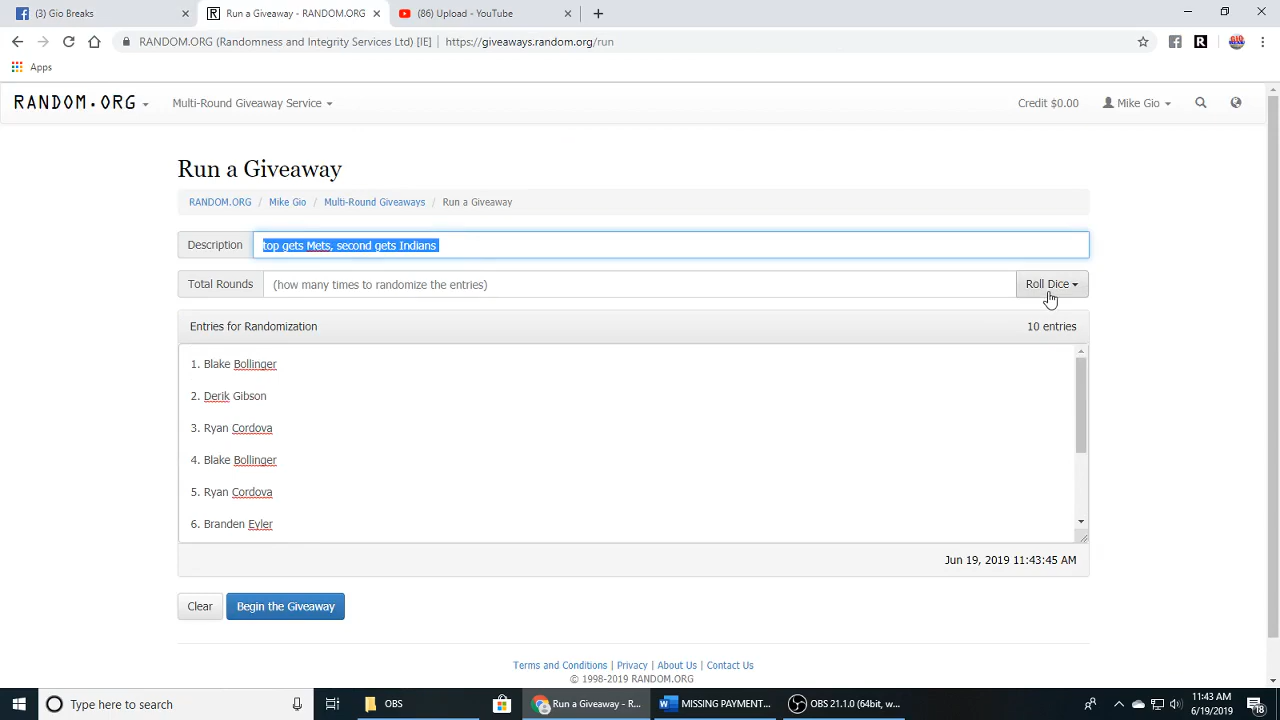 (3) Gio Breaks
Run a Giveaway - RANDOM.ORG
(86) Upload - YouTube
RANDOM.ORG (Randomness and Integrity Services Ltd) [IE] | https://giveaways.random.org/run
Apps
RANDOM.ORG
Multi-Round Giveaway Service
Credit $0.00
Mike Gio
Run a Giveaway
RANDOM.ORG / Mike Gio / Multi-Round Giveaways / Run a Giveaway
Description
top gets Mets, second gets Indians
Total Rounds
(how many times to randomize the entries)
Roll Dice
Entries for Randomization
10 entries
1. Blake Bollinger
2. Derik Gibson
3. Ryan Cordova
4. Blake Bollinger
5. Ryan Cordova
6. Branden Eyler
Jun 19, 2019 11:43:45 AM
Clear
Begin the Giveaway
Terms and Conditions | Privacy | About Us | Contact Us
© 1998-2019 RANDOM.ORG
Type here to search
OBS
Run a Giveaway - R...
MISSING PAYMENT...
OBS 21.1.0 (64bit, w...
11:43 AM
6/19/2019
18